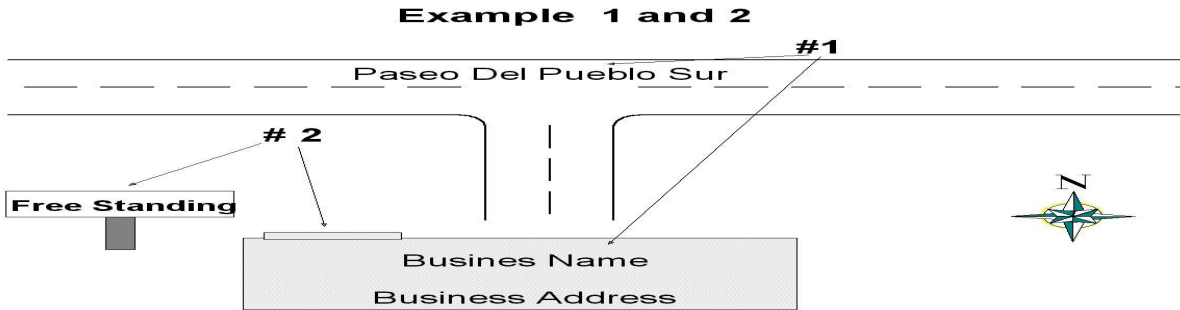 Example 1 and 2
#1
Paseo Del Pueblo Sur
# 2
N
Free Standing
Busines Name
Business Address